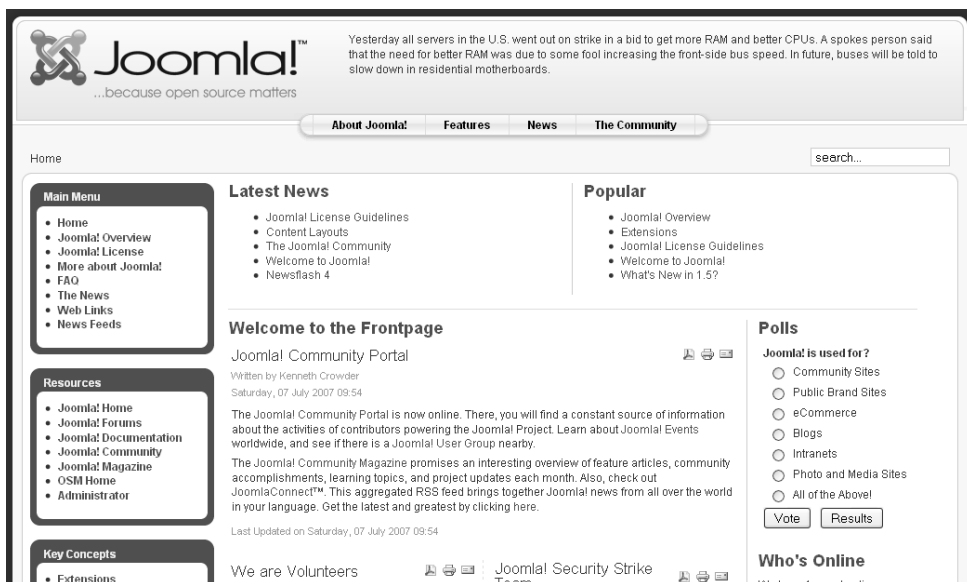 Joomla!™
...because open source matters
Yesterday all servers in the U.S. went out on strike in a bid to get more RAM and better CPUs. A spokes person said
that the need for better RAM was due to some fool increasing the front-side bus speed. In future, buses will be told to
slow down in residential motherboards.
About Joomla! Features News The Community
Home
search...
Main Menu
Home
Joomla! Overview
Joomla! License
More about Joomla!
FAQ
The News
Web Links
News Feeds
Resources
Joomla! Home
Joomla! Forums
Joomla! Documentation
Joomla! Community
Joomla! Magazine
OSM Home
Administrator
Key Concepts
Extensions
Latest News
Joomla! License Guidelines
Content Layouts
The Joomla! Community
Welcome to Joomla!
Newsflash 4
Popular
Joomla! Overview
Extensions
Joomla! License Guidelines
Welcome to Joomla!
What's New in 1.5?
Welcome to the Frontpage
Joomla! Community Portal
Written by Kenneth Crowder
Saturday, 07 July 2007 09:54
The Joomla! Community Portal is now online. There, you will find a constant source of information
about the activities of contributors powering the Joomla! Project. Learn about Joomla! Events
worldwide, and see if there is a Joomla! User Group nearby.
The Joomla! Community Magazine promises an interesting overview of feature articles, community
accomplishments, learning topics, and project updates each month. Also, check out
JoomlaConnect™. This aggregated RSS feed brings together Joomla! news from all over the world
in your language. Get the latest and greatest by clicking here.
Last Updated on Saturday, 07 July 2007 09:54
We are Volunteers
Joomla! Security Strike
Polls
Joomla! is used for?
Community Sites
Public Brand Sites
eCommerce
Blogs
Intranets
Photo and Media Sites
All of the Above!
Vote Results
Who's Online